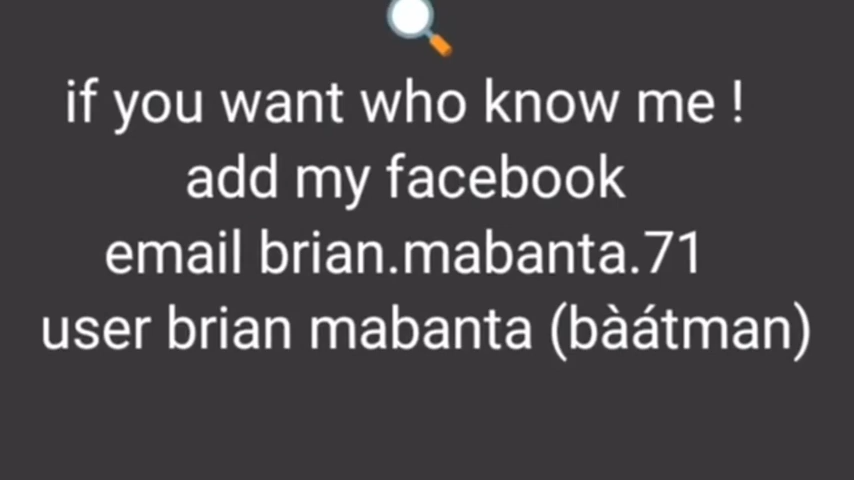 if you want who know me !
add my facebook
email brian.mabanta.71
user brian mabanta (bàátman)